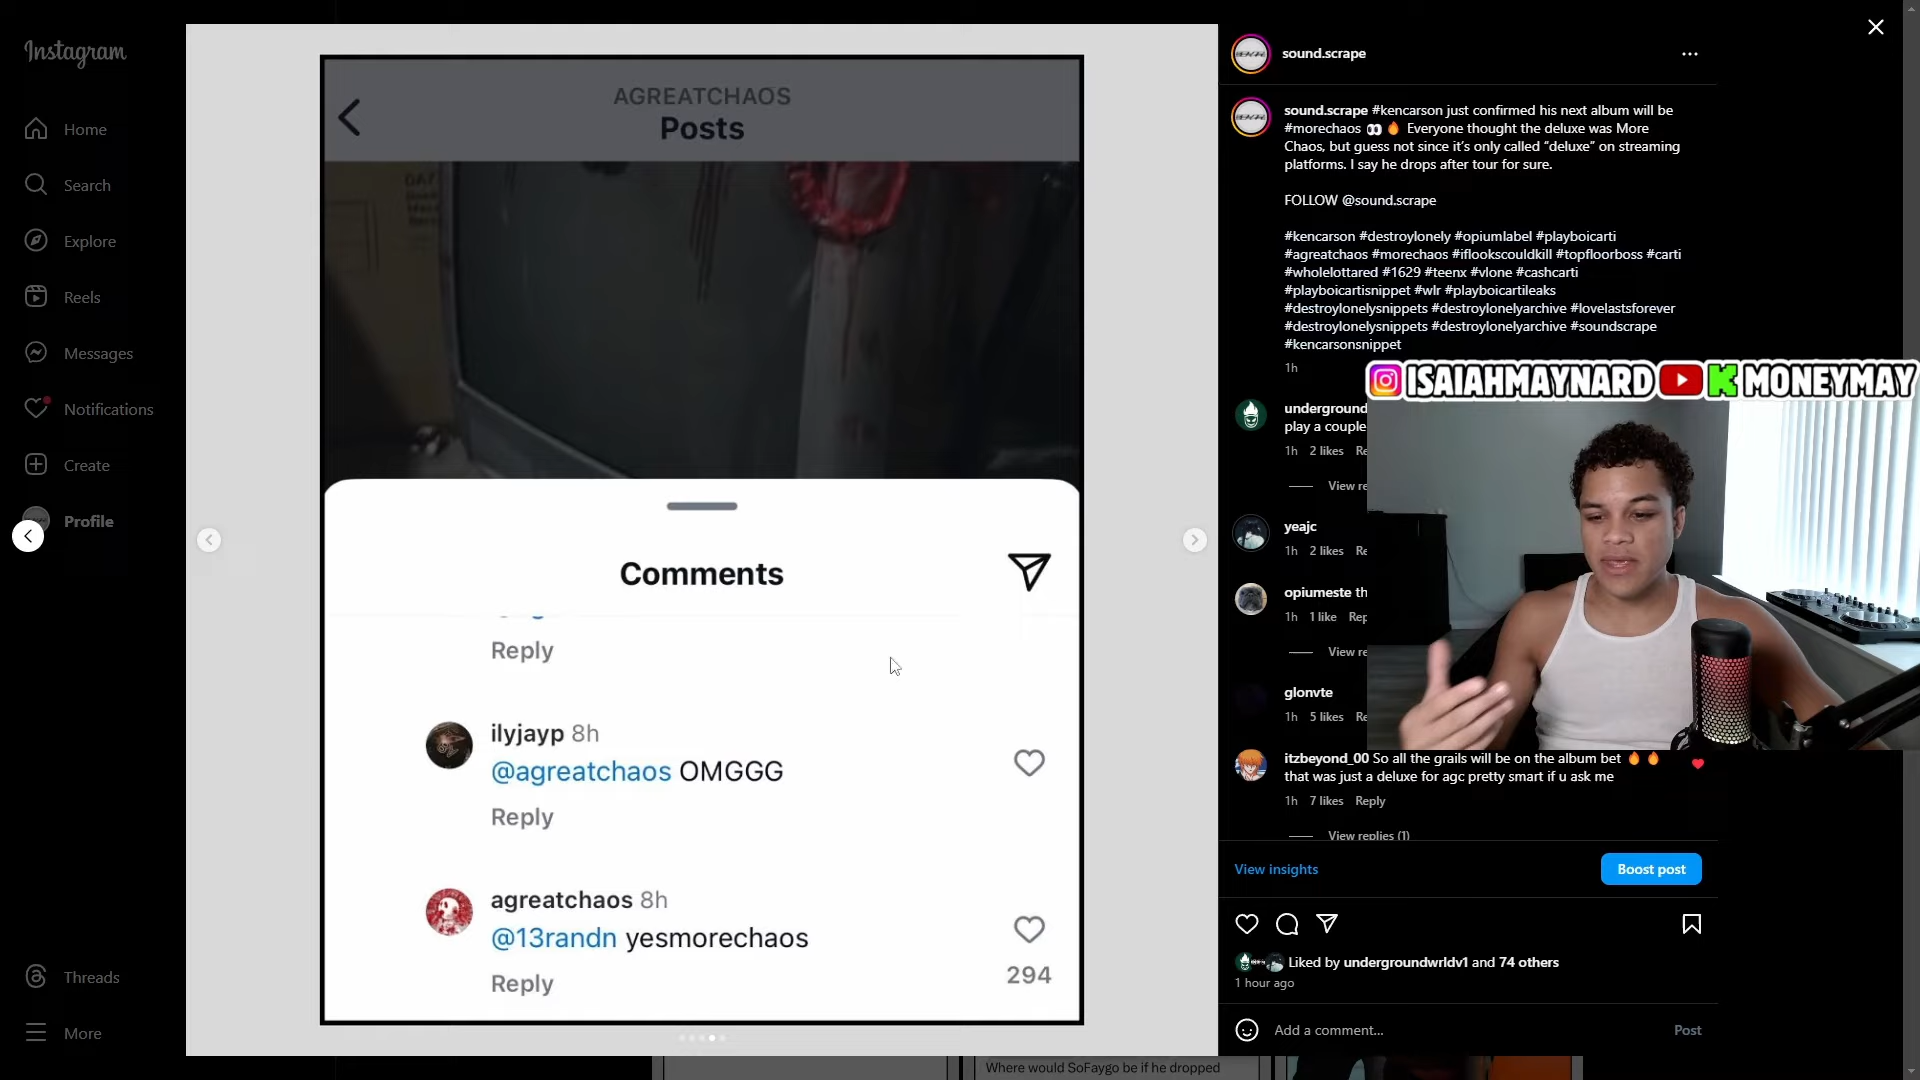 Instagram
Home
Search
Explore
Reels
Messages
Notifications
Create
Profile
Threads
More
AGREATCHAOS
Posts
Comments
Reply
ilyjayp 8h
@agreatchaos OMGGG
Reply
agreatchaos 8h
@13randn yesmorechaos
294
Reply
sound.scrape
sound.scrape #kencarson just confirmed his next album will be
#morechaos 👀 🔥 Everyone thought the deluxe was More
Chaos, but guess not since it's only called “deluxe” on streaming
platforms. I say he drops after tour for sure.
FOLLOW @sound.scrape
#kencarson #destroylonely #opiumlabel #playboicarti
#agreatchaos #morechaos #iflookscouldkill #topfloorboss #carti
#wholelottared #1629 #teenx #vlone #cashcarti
#playboicartisnippet #wlr #playboicartileaks
#destroylonelysnippets #destroylonelyarchive #lovelastsforever
#destroylonelysnippets #destroylonelyarchive #soundscrape
#kencarsonsnippet
1h
ISAIAHMAYNARD K MONEYMAY
underground
play a couple
1h 2 likes Re
View re
yeajc
1h 2 likes Re
opiumeste th
1h 1 like Rep
View re
glonvte
1h 5 likes Re
itzbeyond_00 So all the grails will be on the album bet 🔥 🔥
that was just a deluxe for agc pretty smart if u ask me
1h 7 likes Reply
View replies (1)
View insights
Boost post
Liked by undergroundwrldv1 and 74 others
1 hour ago
Add a comment...
Post
Where would SoFaygo be if he dropped